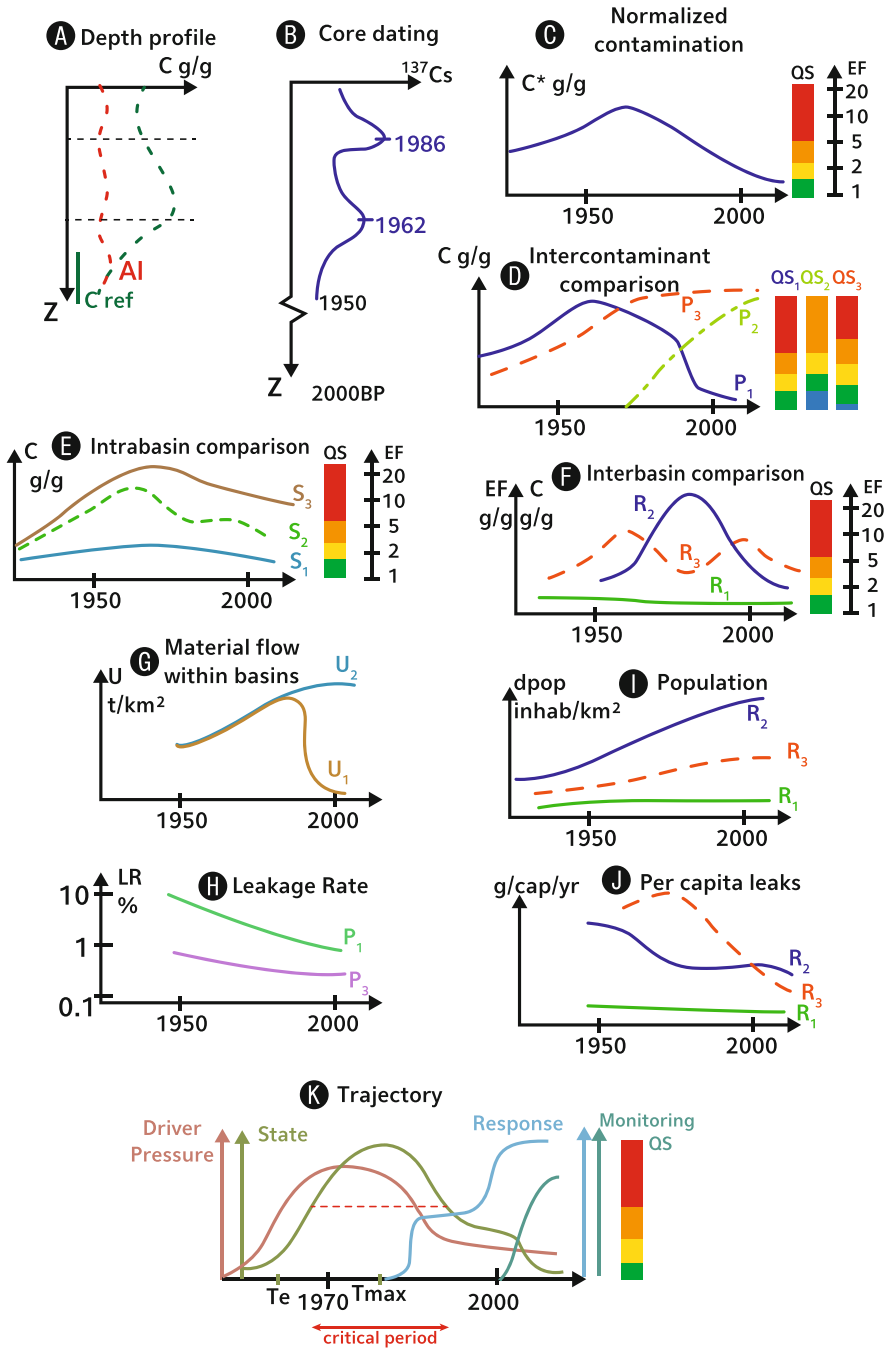 A Depth profile
C g/g
Al
C ref
Z
B Core dating
¹³⁷Cs
1986
1962
1950
Z
2000BP
C Normalized
contamination
C* g/g
QS
EF
20
10
5
2
1
1950
2000
C g/g
D Intercontaminant
comparison
QS₁ QS₂ QS₃
P₃
P₂
P₁
1950
2000
E Intrabasin comparison
C
g/g
QS
EF
20
10
5
2
1
S₃
S₂
S₁
1950
2000
F Interbasin comparison
EF C
g/g g/g
QS
EF
20
10
5
2
1
R₂
R₃
R₁
1950
2000
G Material flow
within basins
U
t/km²
U₂
U₁
1950
2000
dpop
inhab/km²
I Population
R₂
R₃
R₁
1950
2000
H Leakage Rate
LR
%
10
1
0.1
P₁
P₃
1950
2000
g/cap/yr
J Per capita leaks
R₂
R₃
R₁
1950
2000
K Trajectory
Driver
Pressure
State
Response
Monitoring
QS
Te
1970
Tmax
2000
critical period